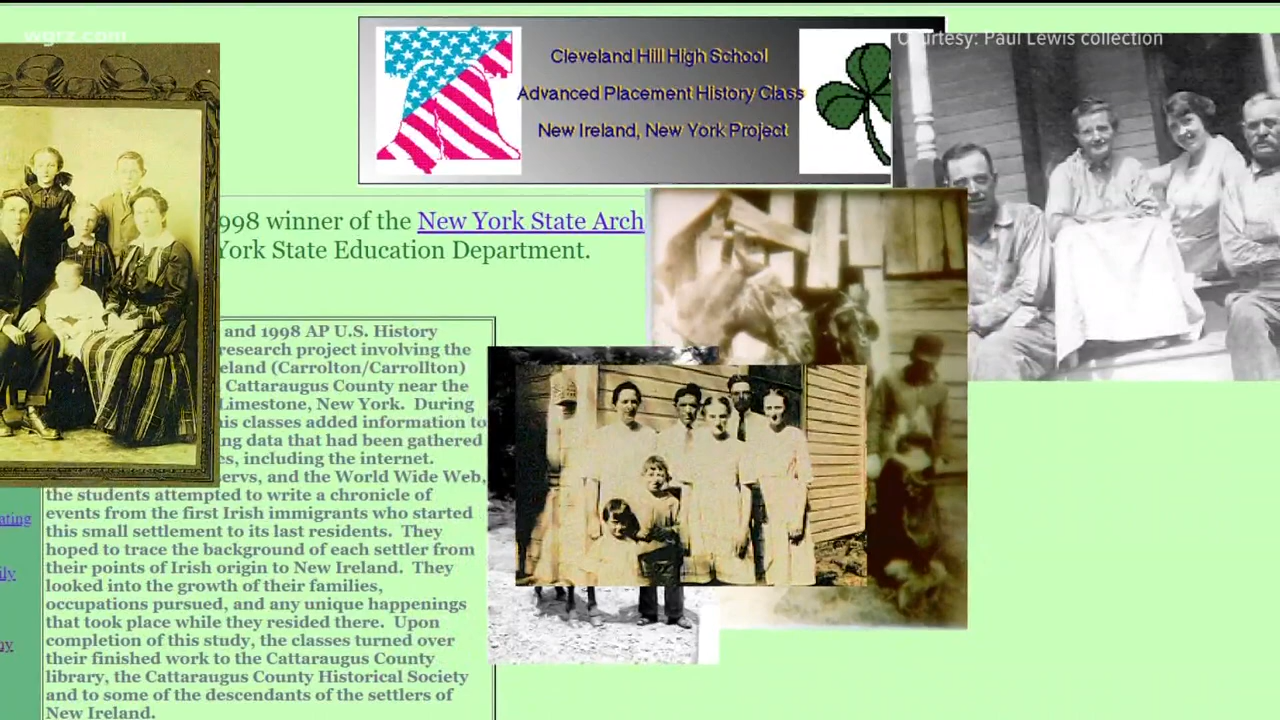 wgrz.com
Courtesy: Paul Lewis collection
Cleveland Hill High School
Advanced Placement History Class
New Ireland, New York Project
998 winner of the New York State Arch
York State Education Department.
and 1998 AP U.S. History
research project involving the
eland (Carrolton/Carrollton)
Cattaraugus County near the
Limestone, New York. During
his classes added information to
ng data that had been gathered
es, including the internet.
servs, and the World Wide Web,
the students attempted to write a chronicle of
events from the first Irish immigrants who started
this small settlement to its last residents. They
hoped to trace the background of each settler from
their points of Irish origin to New Ireland. They
looked into the growth of their families,
occupations pursued, and any unique happenings
that took place while they resided there. Upon
completion of this study, the classes turned over
their finished work to the Cattaraugus County
library, the Cattaraugus County Historical Society
and to some of the descendants of the settlers of
New Ireland.
ating
ily
ny